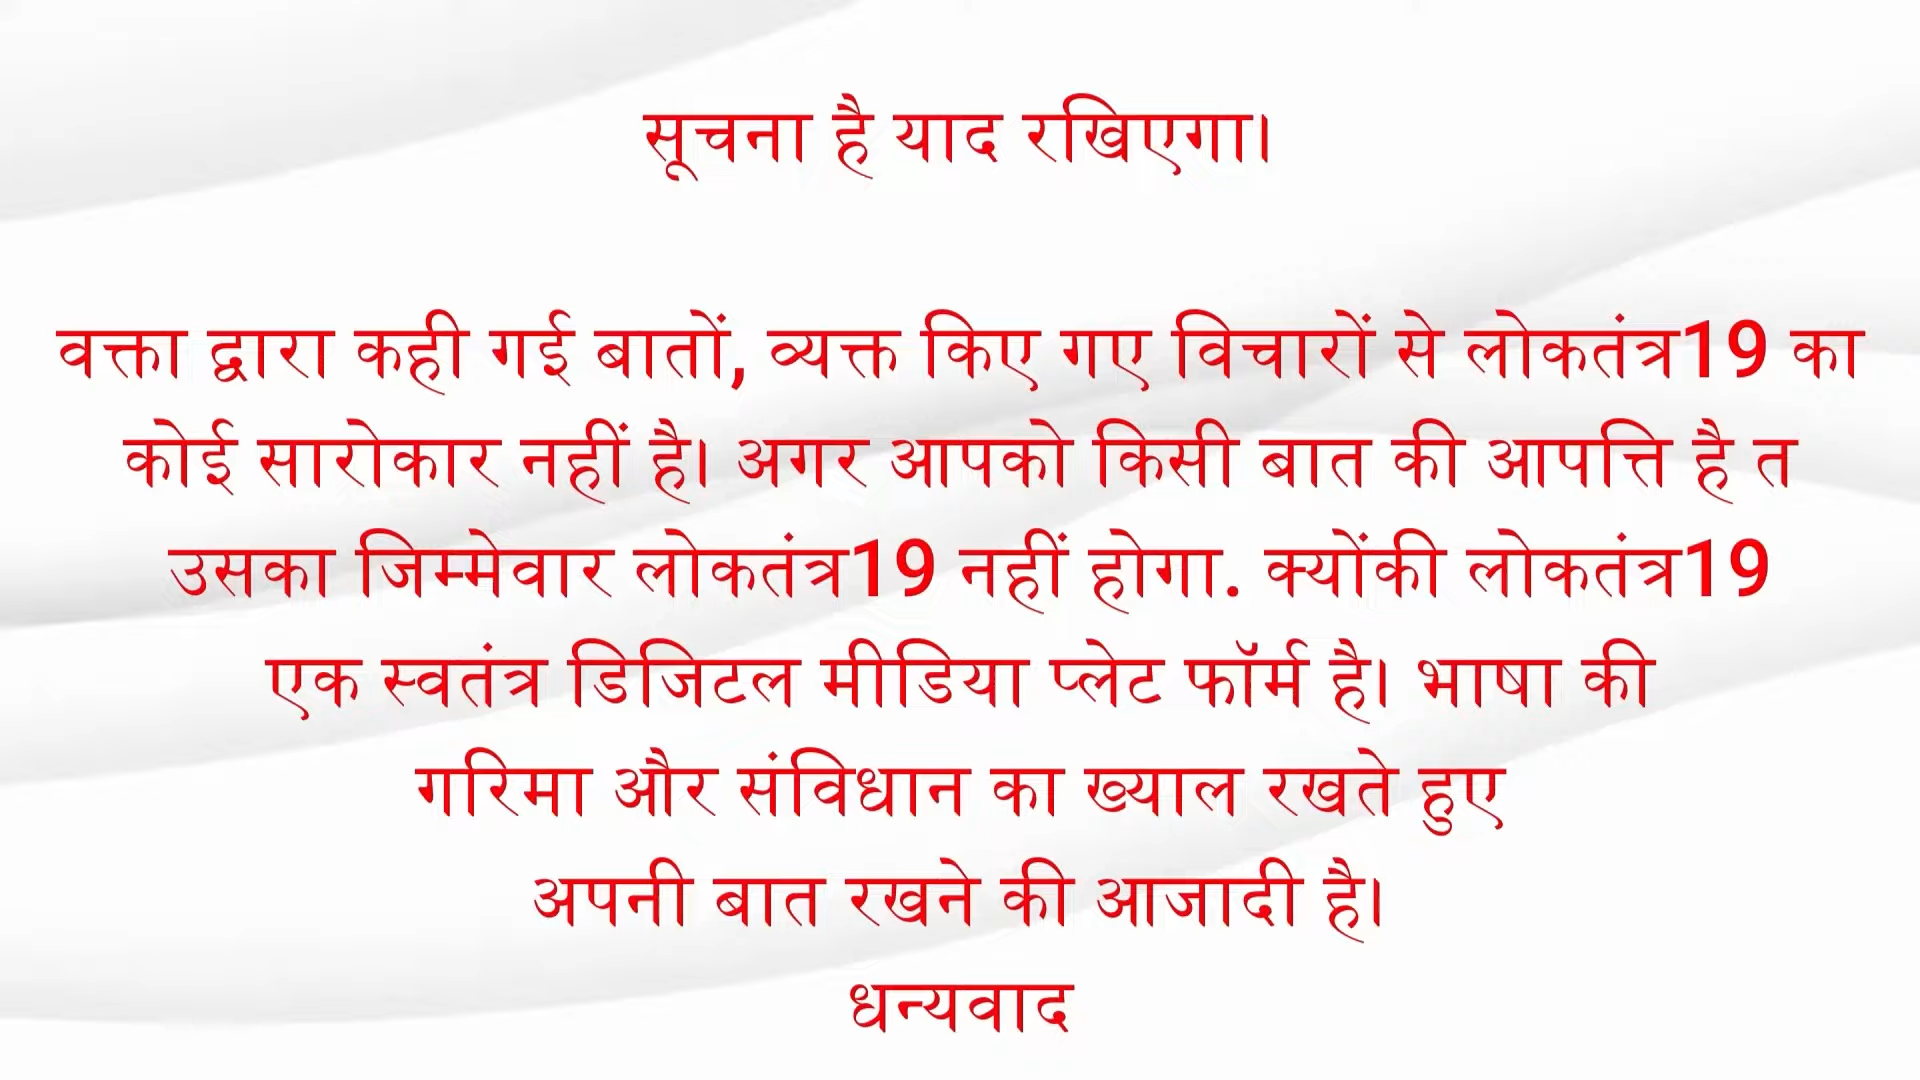 सूचना है याद रखिएगा।
वक्ता द्वारा कही गई बातों, व्यक्त किए गए विचारों से लोकतंत्र19 का
कोई सारोकार नहीं है। अगर आपको किसी बात की आपत्ति है त
उसका जिम्मेवार लोकतंत्र19 नहीं होगा. क्योंकी लोकतंत्र19
एक स्वतंत्र डिजिटल मीडिया प्लेट फॉर्म है। भाषा की
गरिमा और संविधान का ख्याल रखते हुए
अपनी बात रखने की आजादी है।
धन्यवाद